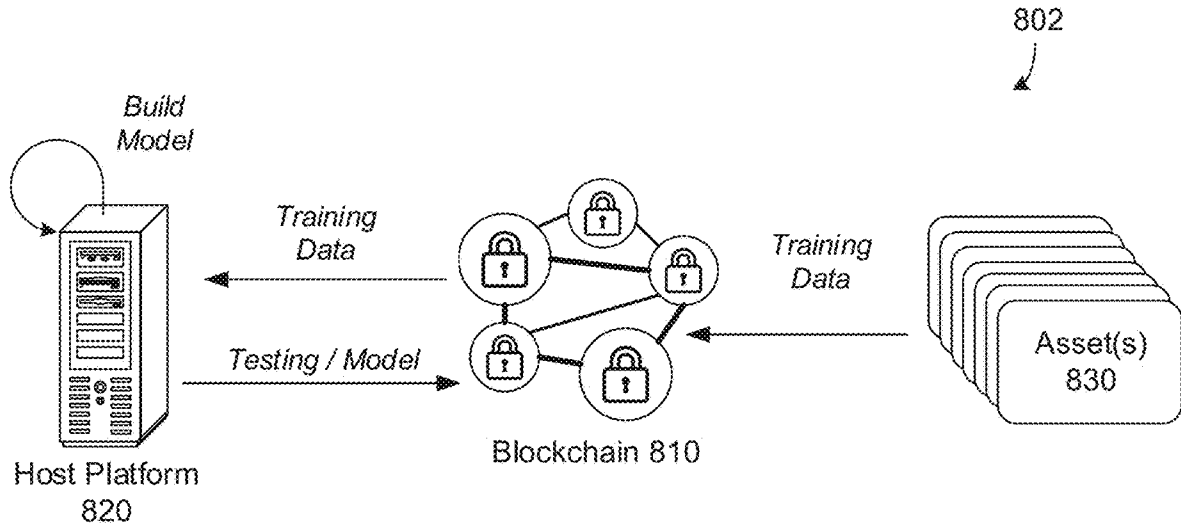 802
Build
Model
Training
Data
Training
Data
Testing / Model
Asset(s)
830
Blockchain 810
Host Platform
820